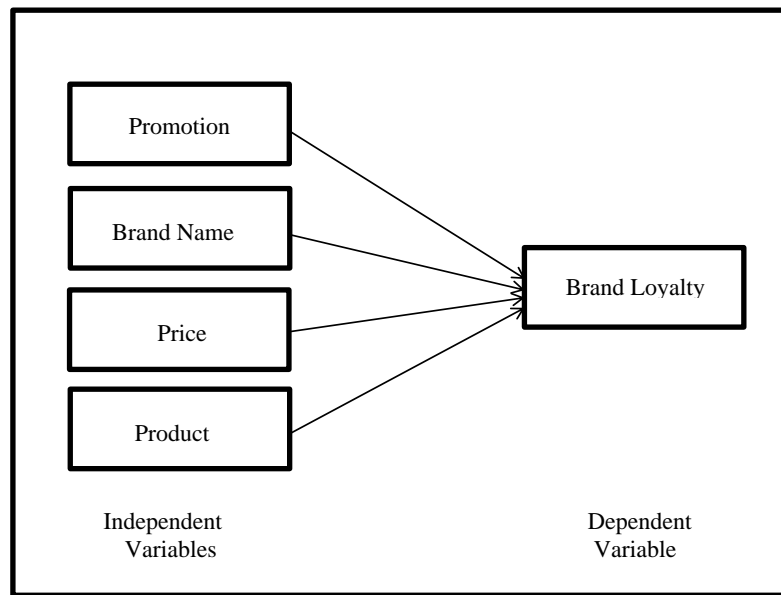 Promotion
Brand Name
Brand Loyalty
Price
Product
Independent
Variables
Dependent
Variable